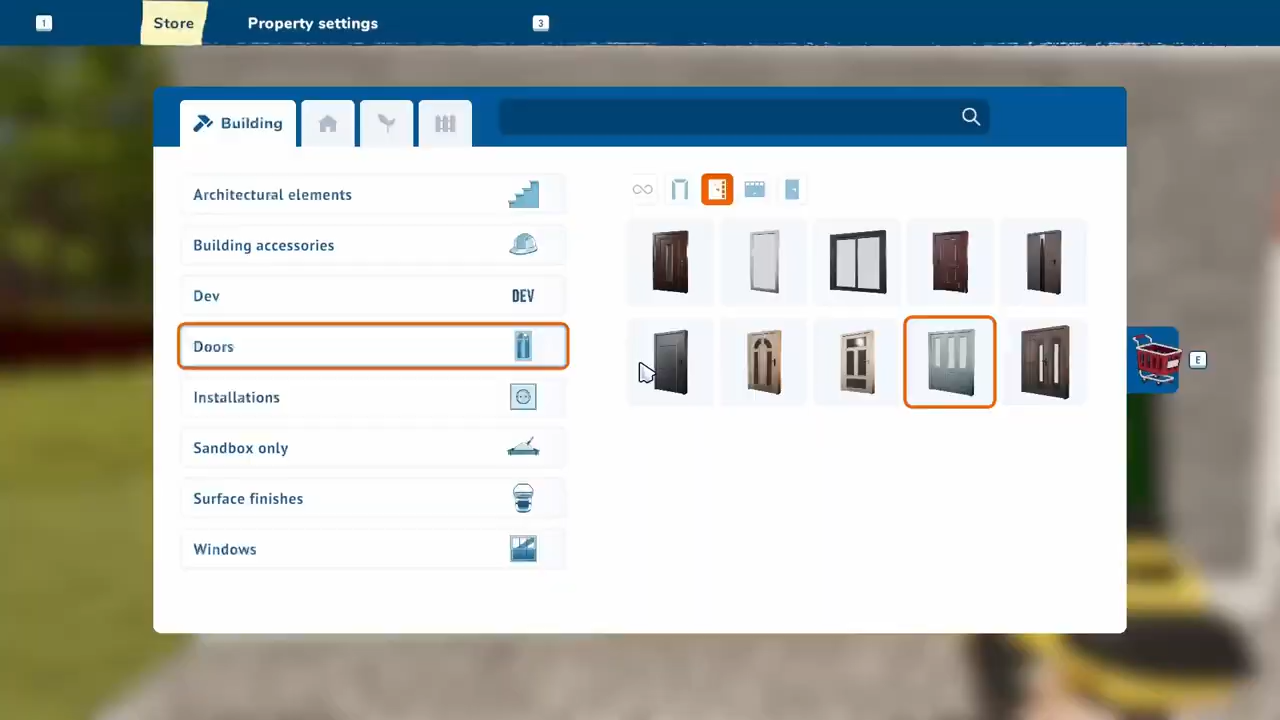 1
Store
Property settings
3
Building
Architectural elements
Building accessories
Dev
DEV
Doors
Installations
Sandbox only
Surface finishes
Windows
E